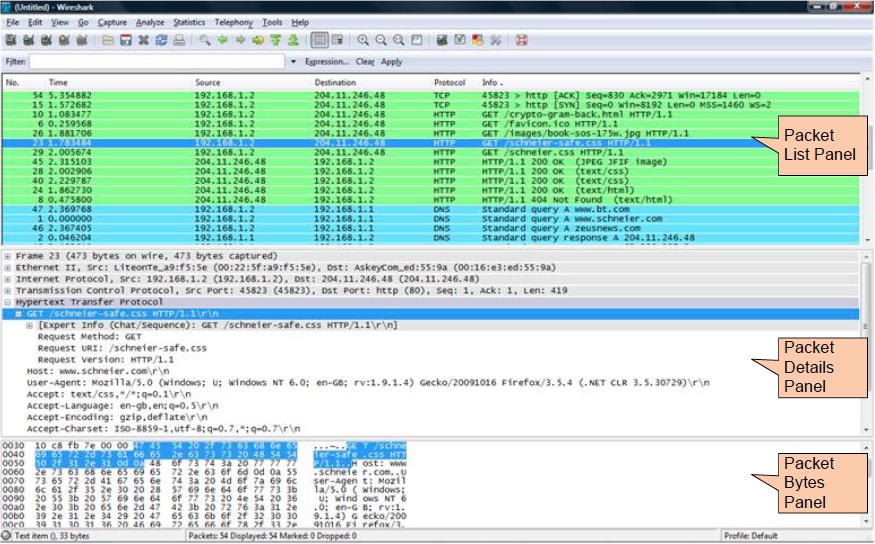 (Untitled) - Wireshark
File Edit View Go Capture Analyze Statistics Telephony Tools Help
Filter: Expression... Clear Apply
No. Time Source Destination Protocol Info
54 5.354882 192.168.1.2 204.11.246.48 TCP 45823 > http [ACK] Seq=830 Ack=2971 Win=17184 Len=0
15 1.572682 192.168.1.2 204.11.246.48 TCP 45823 > http [SYN] Seq=0 Win=8192 Len=0 MSS=1460 WS=2
10 1.083477 192.168.1.2 204.11.246.48 HTTP GET /crypto-gram-back.html HTTP/1.1
6 0.259568 192.168.1.2 204.11.246.48 HTTP GET /favicon.ico HTTP/1.1
26 1.881706 192.168.1.2 204.11.246.48 HTTP GET /images/book-sos-175w.jpg HTTP/1.1
23 1.783484 192.168.1.2 204.11.246.48 HTTP GET /schneier-safe.css HTTP/1.1
29 2.005674 192.168.1.2 204.11.246.48 HTTP GET /schneier.css HTTP/1.1
45 2.315103 204.11.246.48 192.168.1.2 HTTP HTTP/1.1 200 OK (JPEG JFIF image)
28 2.002906 204.11.246.48 192.168.1.2 HTTP HTTP/1.1 200 OK (text/css)
40 2.229787 204.11.246.48 192.168.1.2 HTTP HTTP/1.1 200 OK (text/css)
24 1.862730 204.11.246.48 192.168.1.2 HTTP HTTP/1.1 200 OK (text/html)
8 0.475800 204.11.246.48 192.168.1.2 HTTP HTTP/1.1 404 Not Found (text/html)
47 2.369768 192.168.1.2 192.168.1.1 DNS Standard query A www.bt.com
1 0.000000 192.168.1.2 192.168.1.1 DNS Standard query A www.schneier.com
46 2.367405 192.168.1.2 192.168.1.1 DNS Standard query A zeusnews.com
2 0.046204 192.168.1.1 192.168.1.2 DNS Standard query response A 204.11.246.48
Packet
List Panel
Frame 23 (473 bytes on wire, 473 bytes captured)
Ethernet II, Src: LiteonTe_a9:f5:5e (00:22:5f:a9:f5:5e), Dst: AskeyCom_ed:55:9a (00:16:e3:ed:55:9a)
Internet Protocol, Src: 192.168.1.2 (192.168.1.2), Dst: 204.11.246.48 (204.11.246.48)
Transmission Control Protocol, Src Port: 45823 (45823), Dst Port: http (80), Seq: 1, Ack: 1, Len: 419
Hypertext Transfer Protocol
GET /schneier-safe.css HTTP/1.1\r\n
[Expert Info (Chat/Sequence): GET /schneier-safe.css HTTP/1.1\r\n]
Request Method: GET
Request URI: /schneier-safe.css
Request Version: HTTP/1.1
Host: www.schneier.com\r\n
User-Agent: Mozilla/5.0 (Windows; U; Windows NT 6.0; en-GB; rv:1.9.1.4) Gecko/20091016 Firefox/3.5.4 (.NET CLR 3.5.30729)\r\n
Accept: text/css,*/*;q=0.1\r\n
Accept-Language: en-gb,en;q=0.5\r\n
Accept-Encoding: gzip,deflate\r\n
Accept-Charset: ISO-8859-1,utf-8;q=0.7,*;q=0.7\r\n
Packet
Details
Panel
0030 10 c8 fb 7e 00 00 47 45 54 20 2f 73 63 68 6e 65 ...~..GE T /schne
0040 69 65 72 2d 73 61 66 65 2e 63 73 73 20 48 54 54 ier-safe .css HTT
0050 50 2f 31 2e 31 0d 0a 48 6f 73 74 3a 20 77 77 77 P/1.1..H ost: www
0060 2e 73 63 68 6e 65 69 65 72 2e 63 6f 6d 0d 0a 55 .schneie r.com..U
0070 73 65 72 2d 41 67 65 6e 74 3a 20 4d 6f 7a 69 6c ser-Agen t: Mozil
0080 6c 61 2f 35 2e 30 20 28 57 69 6e 64 6f 77 73 3b la/5.0 ( Windows;
0090 20 55 3b 20 57 69 6e 64 6f 77 73 20 4e 54 20 36 U; Wind ows NT 6
00a0 2e 30 3b 20 65 6e 2d 47 42 3b 20 72 76 3a 31 2e .0; en-G B; rv:1.
00b0 39 2e 31 2e 34 29 20 47 65 63 6b 6f 2f 32 30 30 9.1.4) G ecko/200
00c0 39 31 30 31 36 20 46 69 72 65 66 6f 78 2f 33 2e 91016 Fi refox/3.
Packet
Bytes
Panel
Text item (), 33 bytes Packets: 54 Displayed: 54 Marked: 0 Dropped: 0 Profile: Default